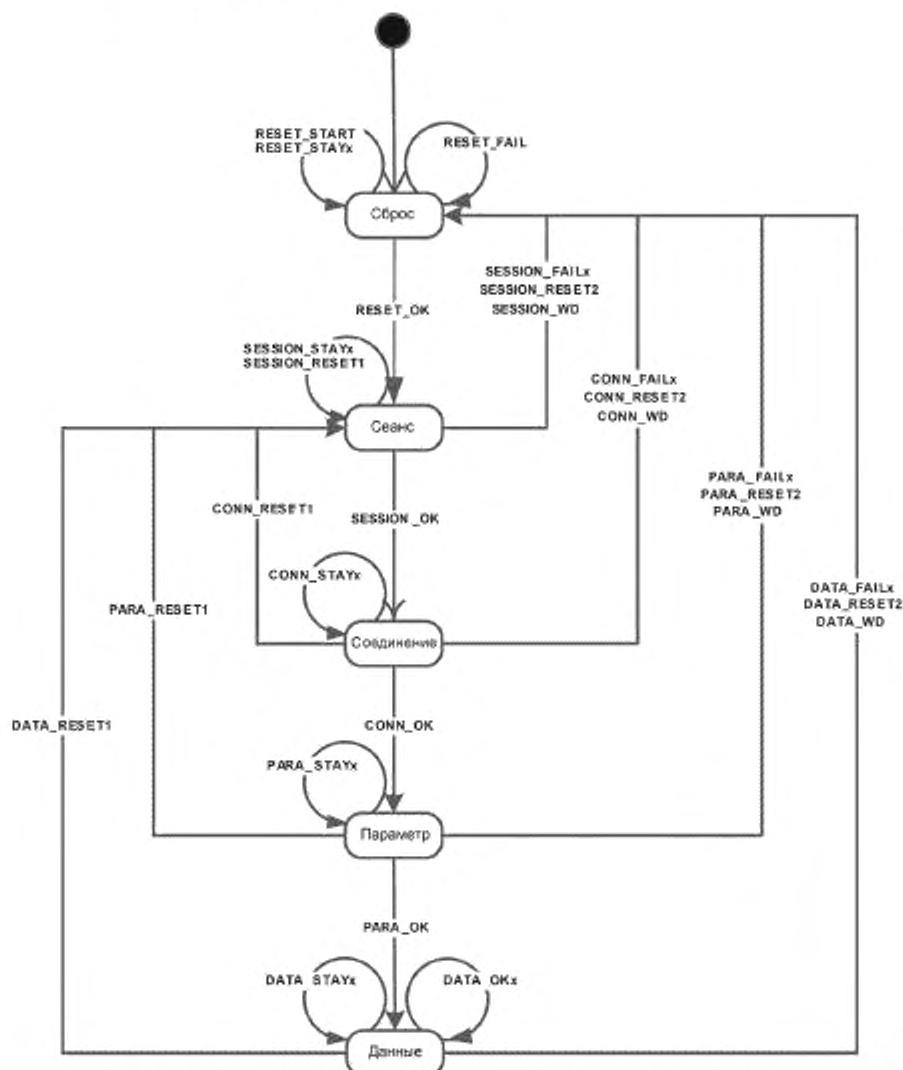 RESET_START
RESET_STAYx
RESET_FAIL
Сброс
SESSION_FAILx
SESSION_RESET2
SESSION_WD
RESET_OK
SESSION_STAYx
SESSION_RESET1
CONN_FAILx
CONN_RESET2
CONN_WD
Сеанс
PARA_FAILx
PARA_RESET2
PARA_WD
CONN_RESET1
SESSION_OK
CONN_STAYx
DATA_FAILx
DATA_RESET2
DATA_WD
PARA_RESET1
Соединение
DATA_RESET1
CONN_OK
PARA_STAYx
Параметр
PARA_OK
DATA_STAYx
DATA_OKx
Данные